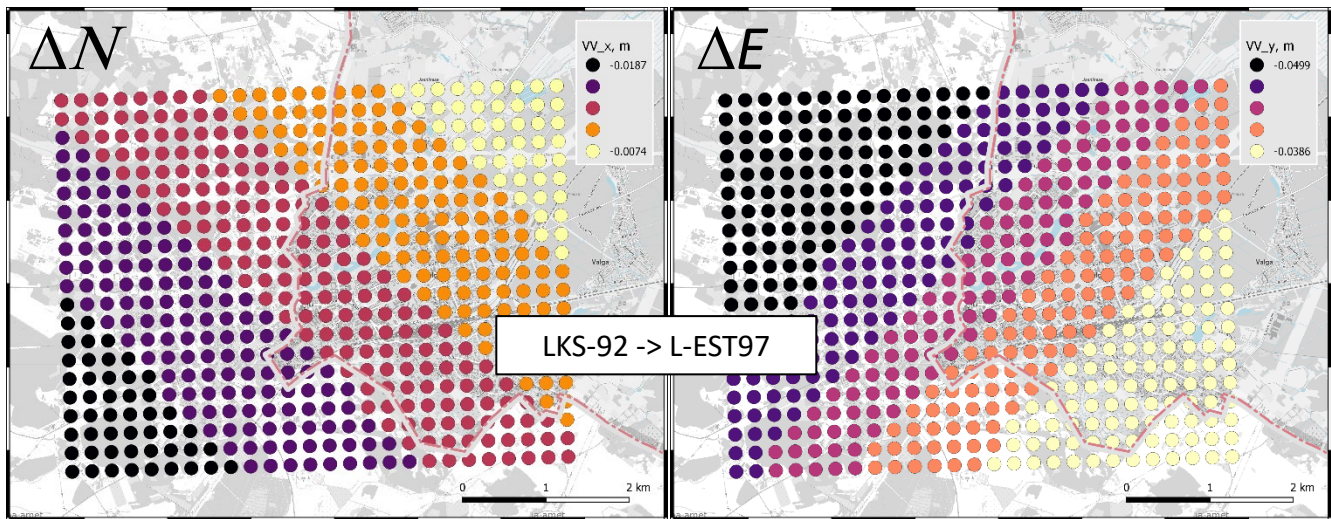 ΔN
VV_x, m
-0.0187
-0.0074
Valga
0 1 2 km
LKS-92 -> L-EST97
ΔE
VV_y, m
-0.0499
-0.0386
Valga
0 1 2 km